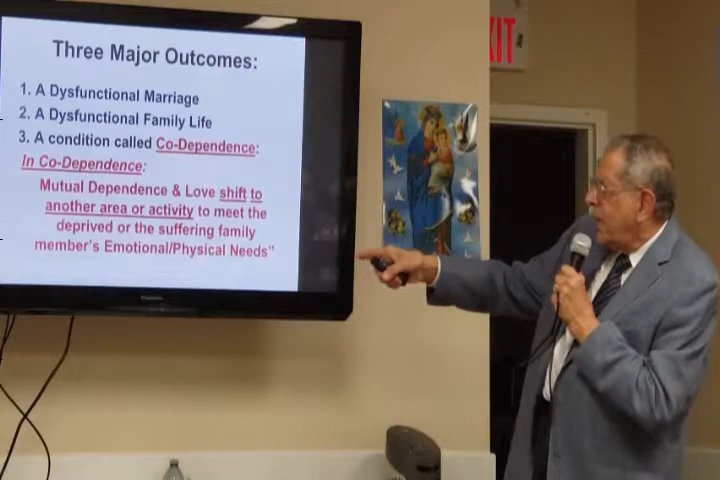 Three Major Outcomes:
1. A Dysfunctional Marriage
2. A Dysfunctional Family Life
3. A condition called Co-Dependence:
In Co-Dependence:
Mutual Dependence & Love shift to
another area or activity to meet the
deprived or the suffering family
member's Emotional/Physical Needs"
XIT